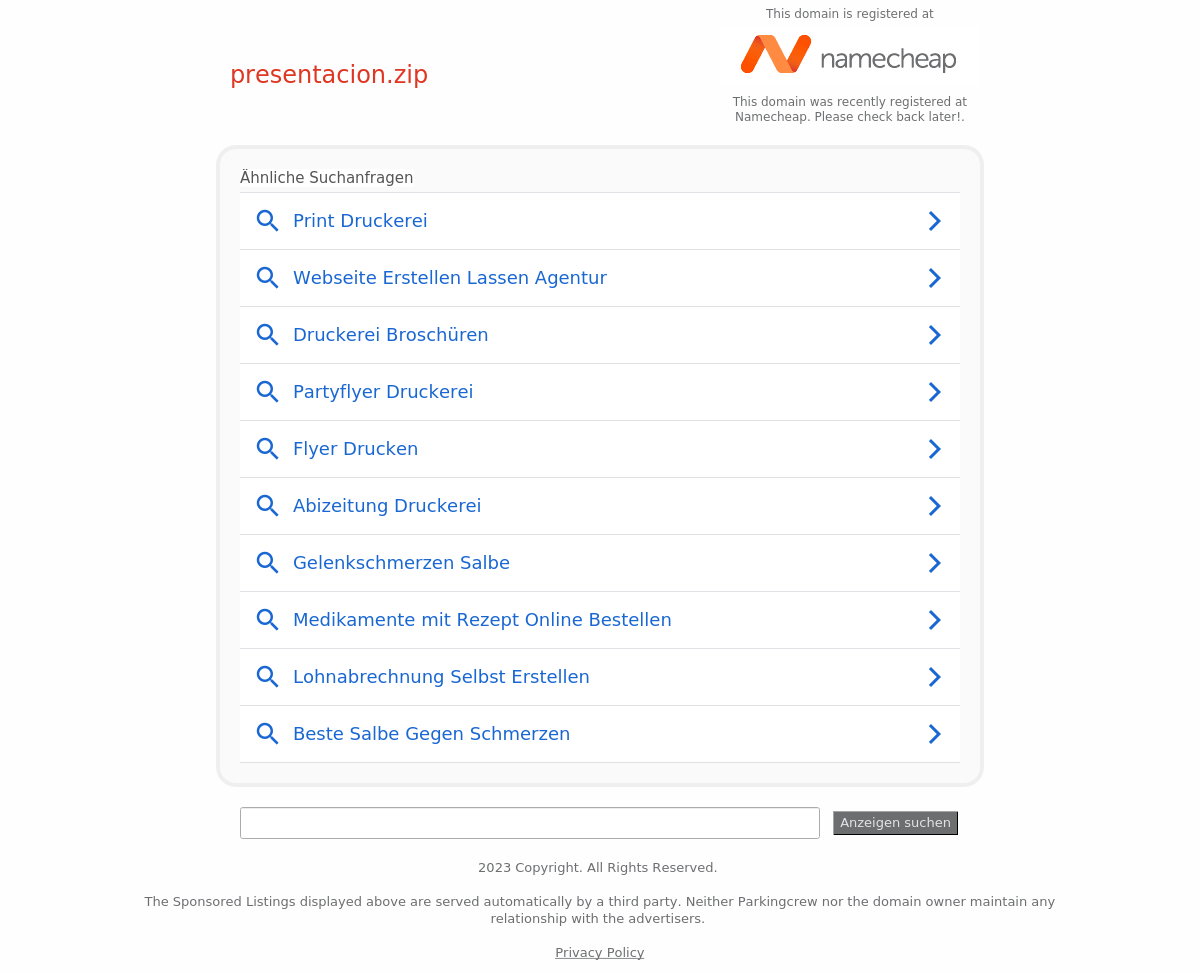 This domain is registered at
namecheap
presentacion.zip
This domain was recently registered at
Namecheap. Please check back later!.
Ähnliche Suchanfragen
Print Druckerei
Webseite Erstellen Lassen Agentur
Druckerei Broschüren
Partyflyer Druckerei
Flyer Drucken
Abizeitung Druckerei
Gelenkschmerzen Salbe
Medikamente mit Rezept Online Bestellen
Lohnabrechnung Selbst Erstellen
Beste Salbe Gegen Schmerzen
Anzeigen suchen
2023 Copyright. All Rights Reserved.
The Sponsored Listings displayed above are served automatically by a third party. Neither Parkingcrew nor the domain owner maintain any
relationship with the advertisers.
Privacy Policy